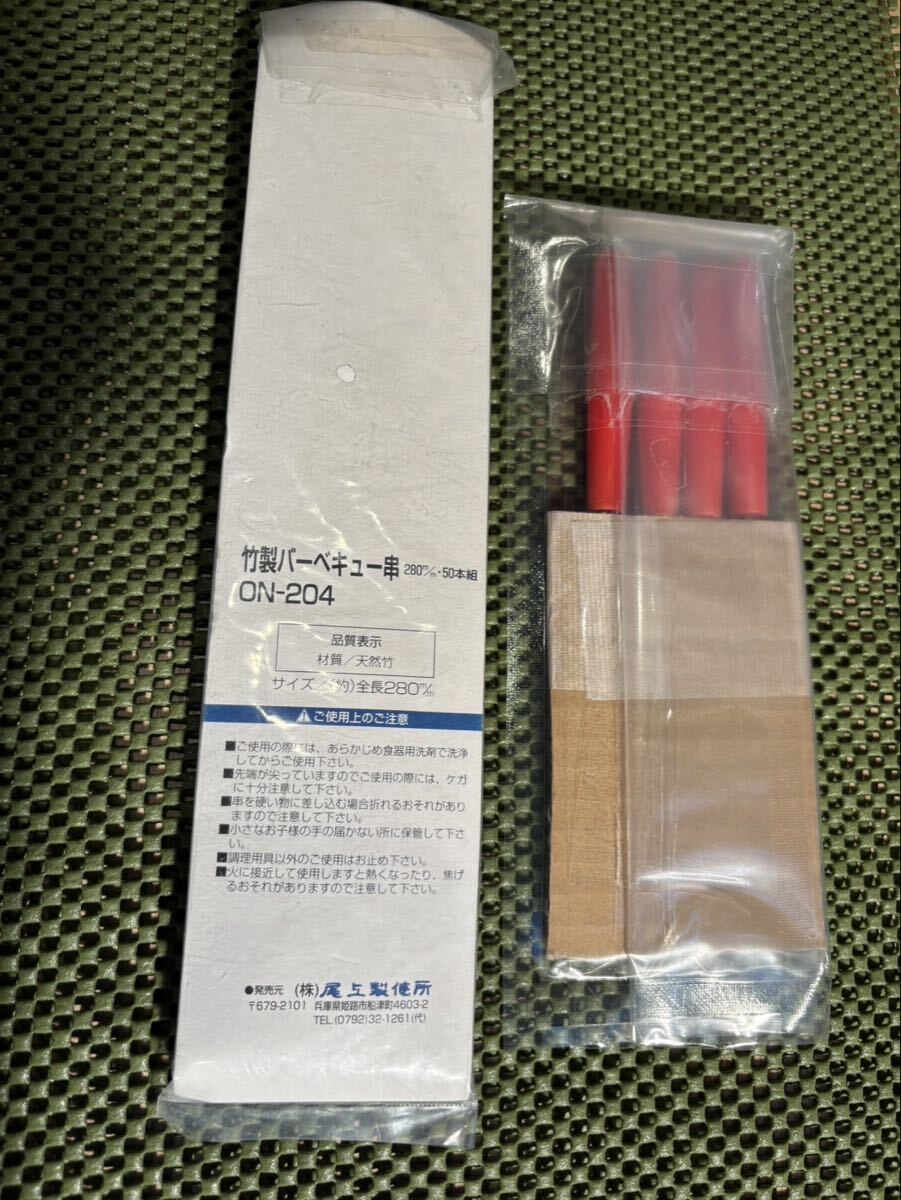 竹製バーベキュー串 280m/m・50本組
ON-204
品質表示
材質／天然竹
サイズ／(約)全長280m/m
ご使用上のご注意
■ご使用の際には、あらかじめ食器用洗剤で洗浄
してからご使用下さい。
■先端が尖っていますのでご使用の際には、ケガ
に十分注意して下さい。
■串を硬い物に差し込む場合折れるおそれがあり
ますので注意して下さい。
■小さなお子様の手の届かない所に保管して下さ
い。
■調理用具以外のご使用はお止め下さい。
■火に接近して使用しますと熱くなったり、焦げ
るおそれがありますので注意して下さい。
●発売元 (株)尾上製作所
〒679-2101 兵庫県姫路市船津町4603-2
TEL.(0792)32-1261(代)